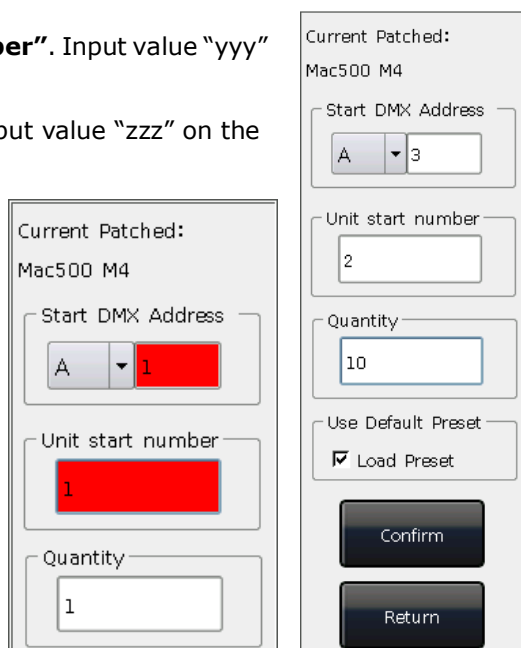 Input value “yyy”
value “zzz” on the
Current Patched:
Mac500 M4
Start DMX Address
A 1
Unit start number
1
Quantity
1
Current Patched:
Mac500 M4
Start DMX Address
A 3
Unit start number
2
Quantity
10
Use Default Preset
Load Preset
Confirm
Return